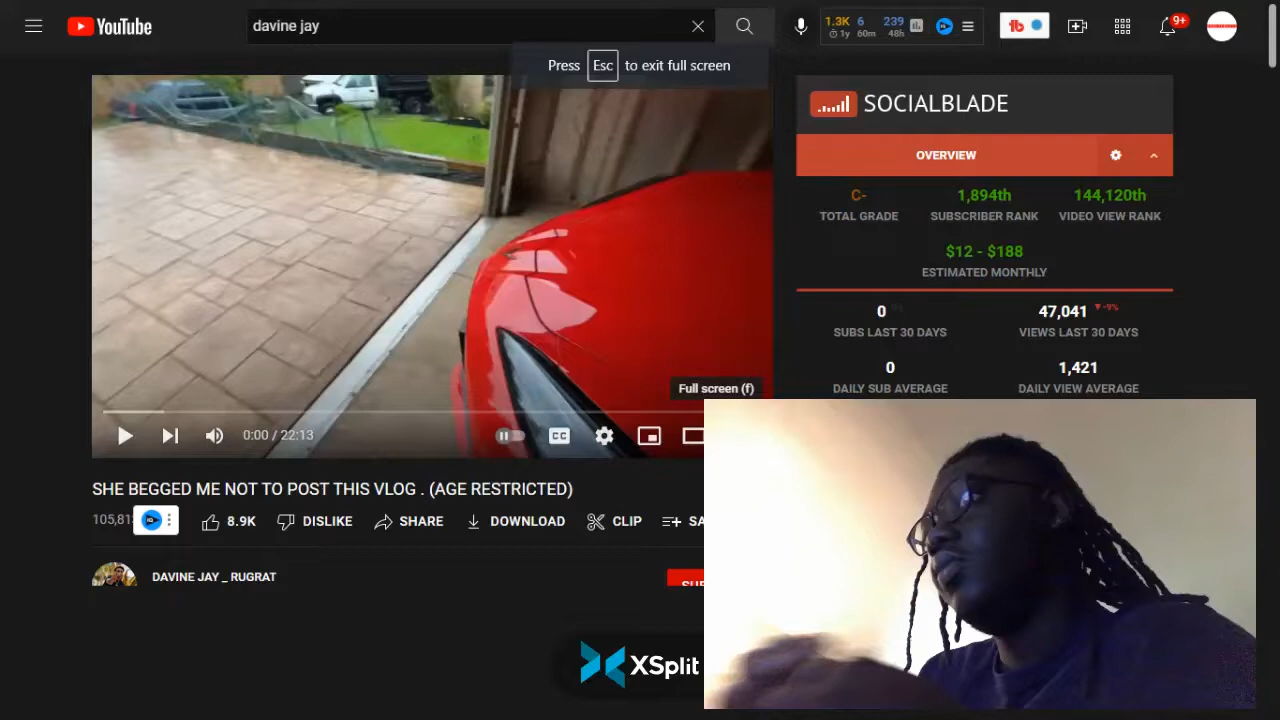 YouTube
davine jay
1.3K 6 239
1y 60m 48h
9+
Press Esc to exit full screen
SOCIALBLADE
OVERVIEW
C- 1,894th 144,120th
TOTAL GRADE SUBSCRIBER RANK VIDEO VIEW RANK
$12 - $188
ESTIMATED MONTHLY
0 47,041 -9%
SUBS LAST 30 DAYS VIEWS LAST 30 DAYS
0 1,421
DAILY SUB AVERAGE DAILY VIEW AVERAGE
Full screen (f)
0:00 / 22:13
CC
SHE BEGGED ME NOT TO POST THIS VLOG . (AGE RESTRICTED)
8.9K DISLIKE SHARE DOWNLOAD CLIP
DAVINE JAY _ RUGRAT
XSplit